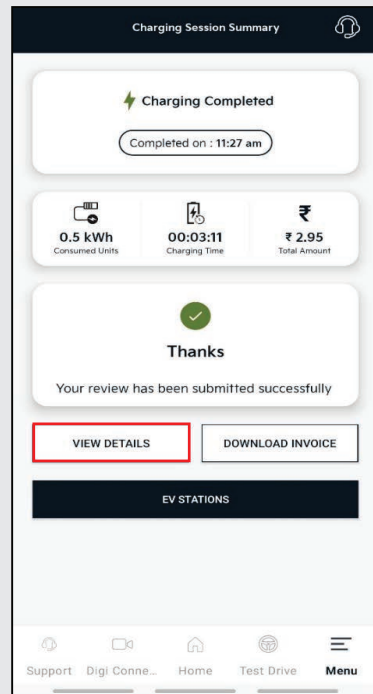 Charging Session Summary
Charging Completed
Completed on : 11:27 am
0.5 kWh
Consumed Units
00:03:11
Charging Time
₹
₹ 2.95
Total Amount
Thanks
Your review has been submitted successfully
VIEW DETAILS
DOWNLOAD INVOICE
EV STATIONS
Support
Digi Conne...
Home
Test Drive
Menu